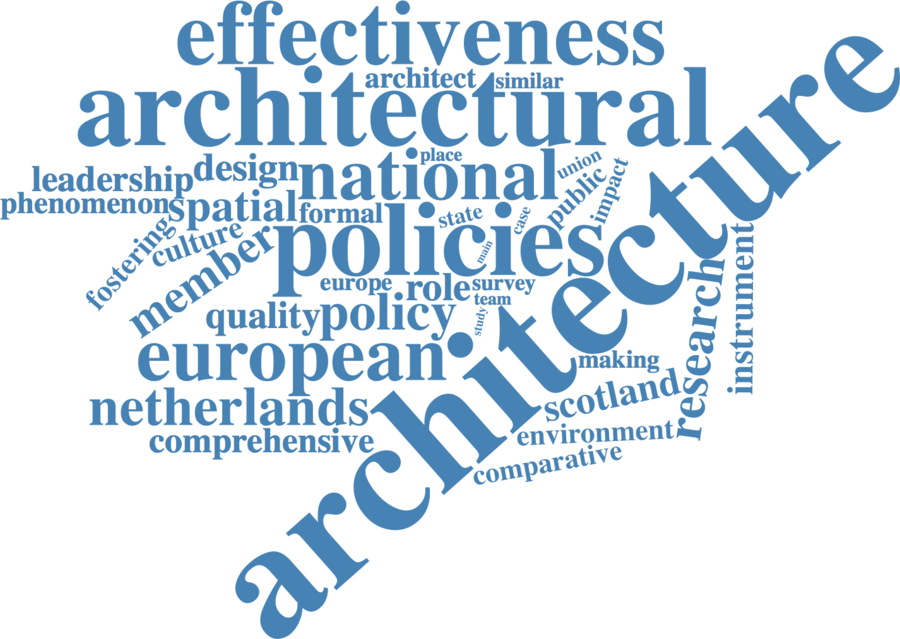 effectiveness
architect
similar
architectural
architecture
place
union
leadership
design
national
public
impact
phenomenon
spatial
formal
state
case
fostering
culture
policies
main
member
europe
role
survey
team
instrument
research
quality
policy
study
european
making
netherlands
scotland
comprehensive
environment
comparative